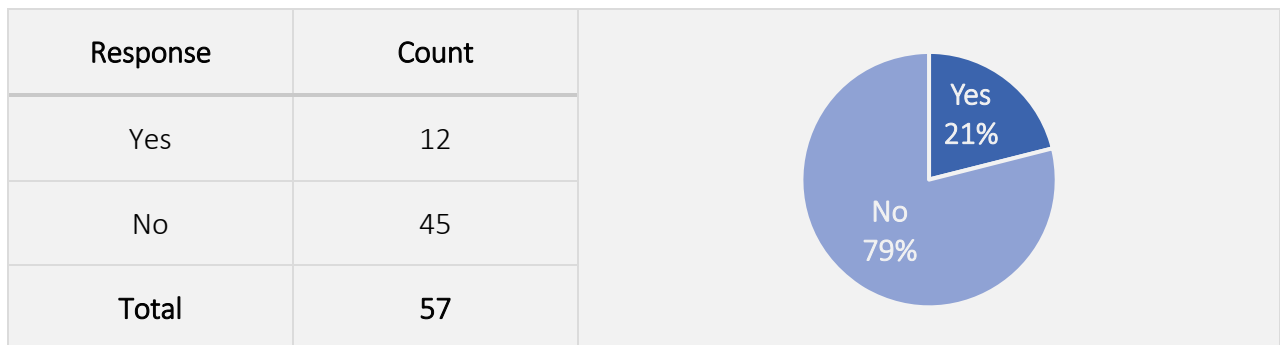 Response Count
Yes 12
No 45
Total 57
Yes
21%
No
79%